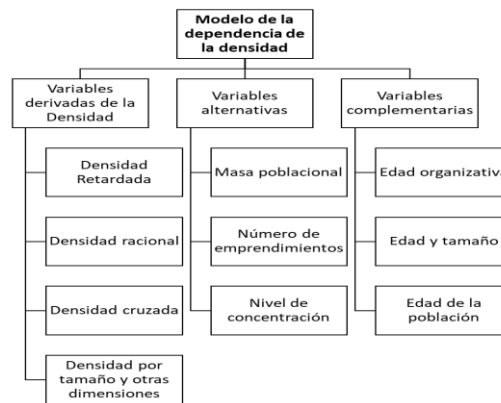 Modelo de la
dependencia de
la densidad
Variables
derivadas de la
Densidad
Densidad
Retardada
Densidad racional
Densidad cruzada
Densidad por
tamaño y otras
dimensiones
Variables
alternativas
Masa poblacional
Número de
emprendimientos
Nivel de
concentración
Variables
complementarias
Edad organizativa
Edad y tamaño
Edad de la
población